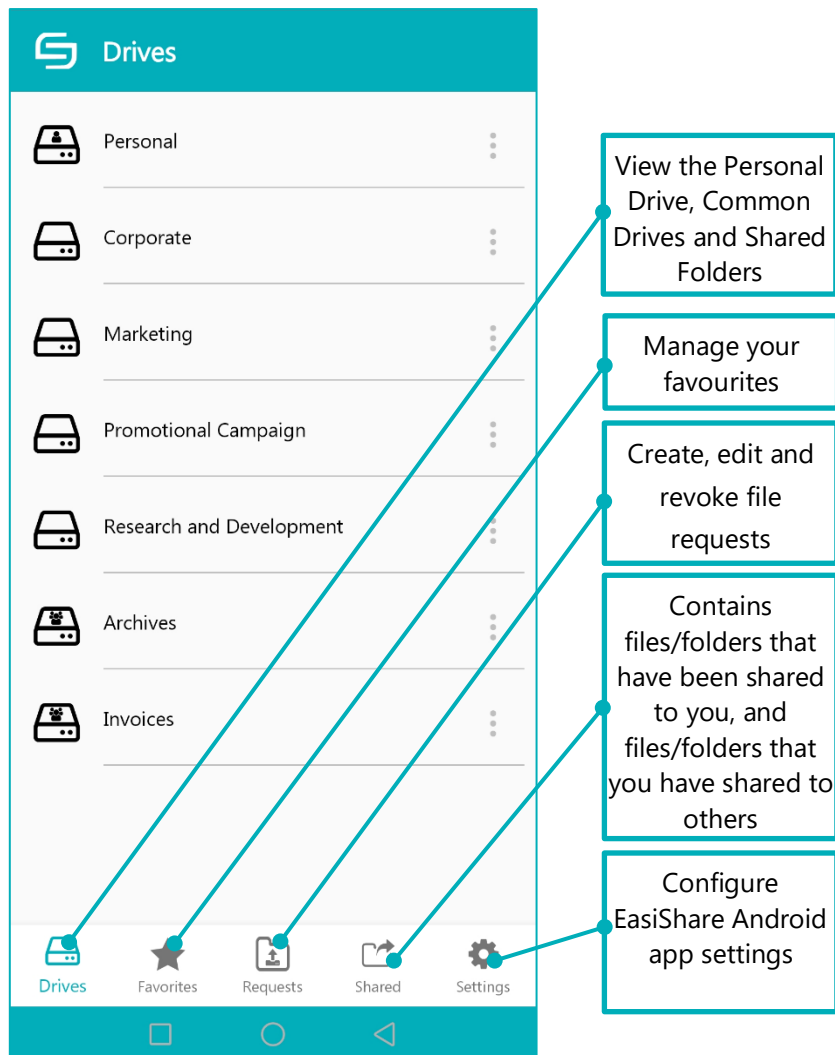 Drives
Personal
Corporate
Marketing
Promotional Campaign
Research and Development
Archives
Invoices
Drives
Favorites
Requests
Shared
Settings
View the Personal
Drive, Common
Drives and Shared
Folders
Manage your
favourites
Create, edit and
revoke file
requests
Contains
files/folders that
have been shared
to you, and
files/folders that
you have shared to
others
Configure
EasiShare Android
app settings